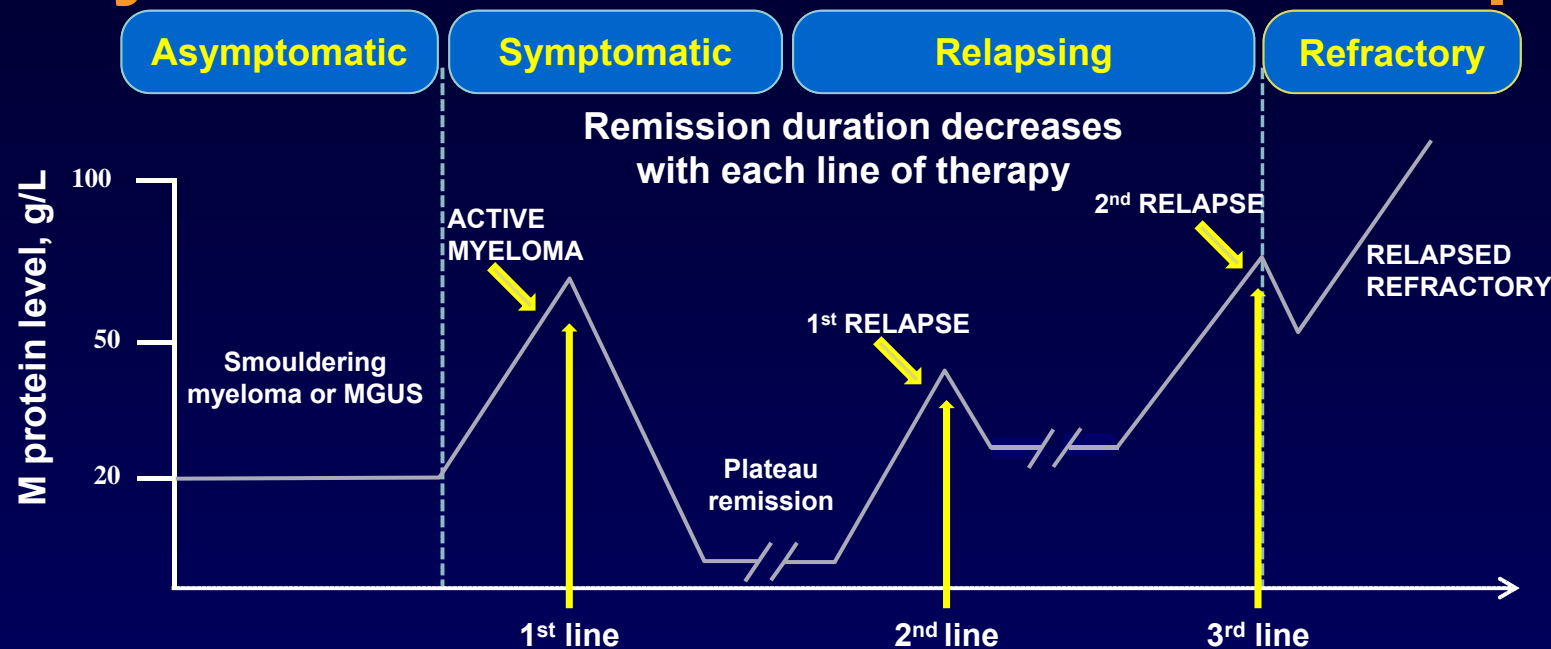 Asymptomatic
Symptomatic
Relapsing
Refractory
Remission duration decreases
with each line of therapy
M protein level, g/L
100
50
20
ACTIVE
MYELOMA
Smouldering
myeloma or MGUS
Plateau
remission
1st RELAPSE
2nd RELAPSE
RELAPSED
REFRACTORY
1st line
2nd line
3rd line